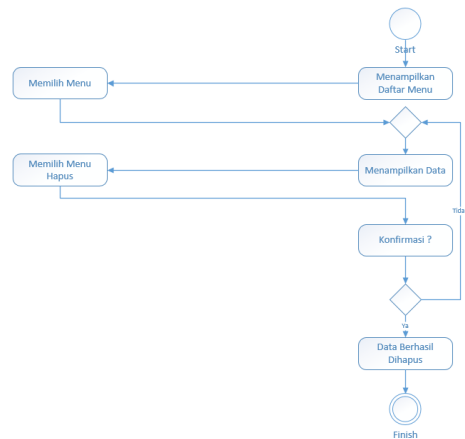 Start
Menampilkan
Daftar Menu
Memilih Menu
Memilih Menu
Hapus
Menampilkan Data
Tida
Konfirmasi ?
Ya
Data Berhasil
Dihapus
Finish